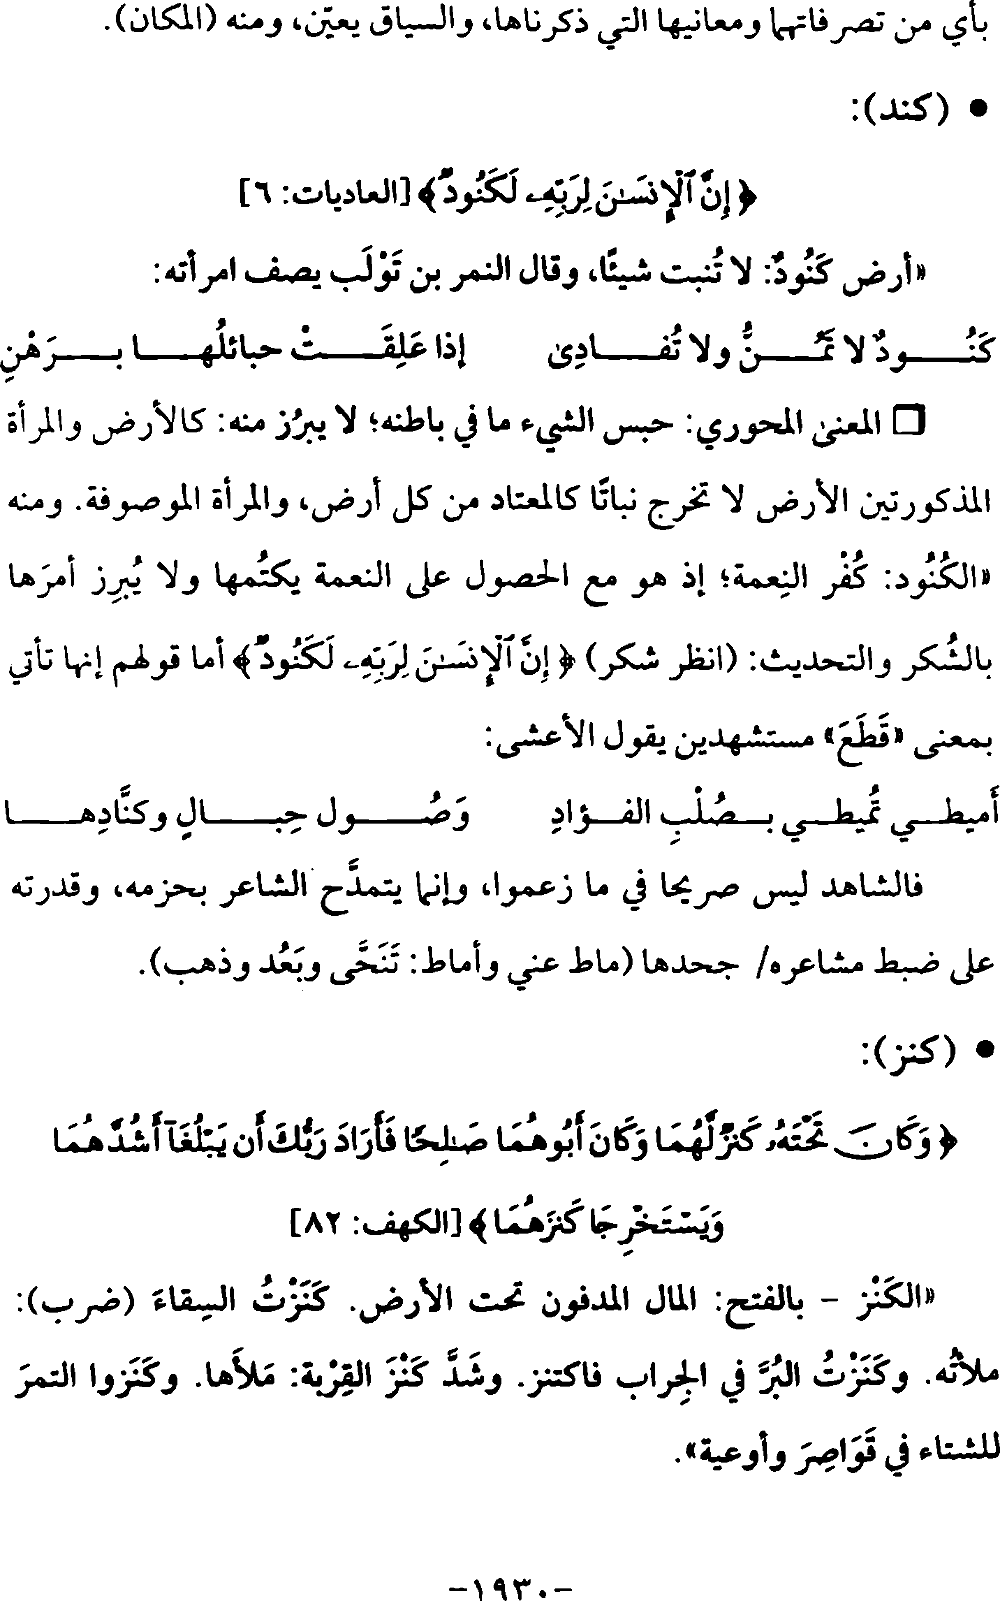 بأي من تصرفاتهما ومعانيها التي ذكرناها، والسياق يعيّن، ومنه (المكان).
• (كند):
﴿إِنَّ ٱلْإِنسَـٰنَ لِرَبِّهِۦ لَكَنُودٌ﴾ [العاديات: ٦]
«أرض كَنُودٌ: لا تُنبت شيئًا، وقال النمر بن تَوْلَب يصف امرأته:
كَنُـــودٌ لا تَمُـــنُّ ولا تُفـــادِىٰ إذا عَلِقَـــتْ حبائلُهـــا بـــرَهْنِ
❒ المعنىٰ المحوري: حبس الشيء ما في باطنه؛ لا يبرُز منه: كالأرض والمرأة
المذكورتين الأرض لا تخرج نباتًا كالمعتاد من كل أرض، والمرأة الموصوفة. ومنه
«الكُنُود: كُفْر النِعمة؛ إذ هو مع الحصول على النعمة يكتُمها ولا يُبرِز أمرَها
بالشُكر والتحديث: (انظر شكر) ﴿إِنَّ ٱلْإِنسَـٰنَ لِرَبِّهِۦ لَكَنُودٌ﴾ أما قولهم إنها تأتي
بمعنى «قَطَعَ» مستشهدين يقول الأعشى:
أَميطـــي تُميطـــي بـــصُلْبِ الفـــؤادِ وَصُـــول حِبـــالٍ وكنَّادِهـــا
فالشاهد ليس صريحا في ما زعموا، وإنما يتمدَّح الشاعر بحزمه، وقدرته
على ضبط مشاعره/ جحدها (ماط عني وأماط: تَنَحَّى وبَعُد وذهب).
• (كنز):
﴿وَكَانَ تَحْتَهُۥ كَنزٌ لَّهُمَا وَكَانَ أَبُوهُمَا صَـٰلِحًا فَأَرَادَ رَبُّكَ أَن يَبْلُغَآ أَشُدَّهُمَا
وَيَسْتَخْرِجَا كَنزَهُمَا﴾ [الكهف: ٨٢]
«الكَنْز – بالفتح: المال المدفون تحت الأرض. كَنَزْتُ السِقاءَ (ضرب):
ملأتُه. وكَنَزْتُ البُرَّ في الجِراب فاكتنز. وشَدَّ كَنْزَ القِرْبة: مَلأَها. وكَنَزوا التمرَ
للشتاء في قَوَاصِرَ وأوعية».
-١٩٣٠-